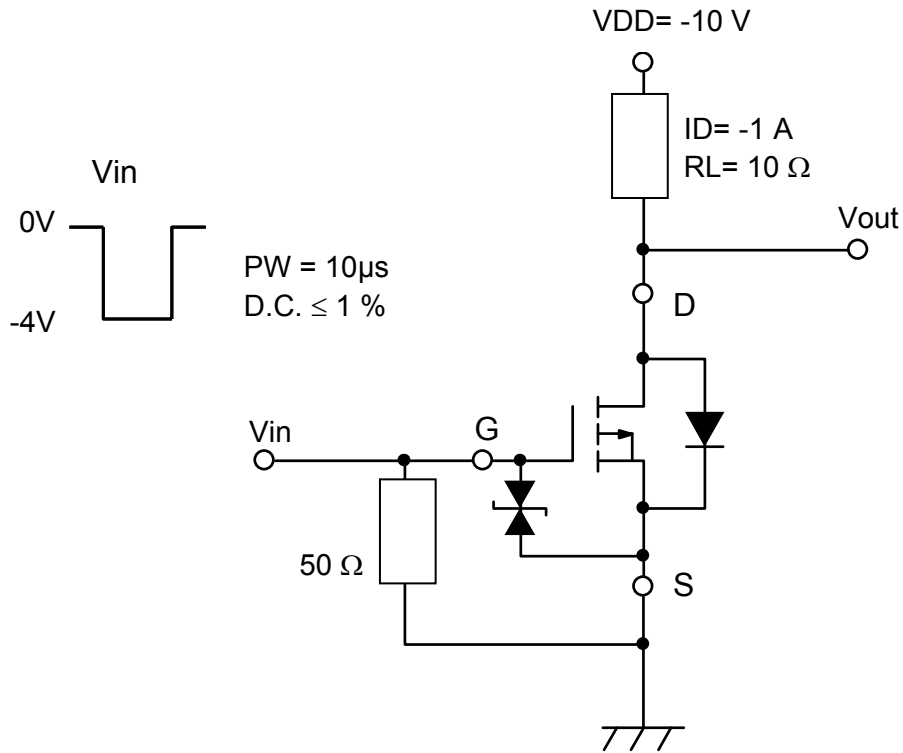 VDD= -10 V
ID= -1 A
RL= 10 Ω
Vin
0V
Vout
PW = 10μs
D.C. ≤ 1 %
-4V
D
Vin
G
50 Ω
S